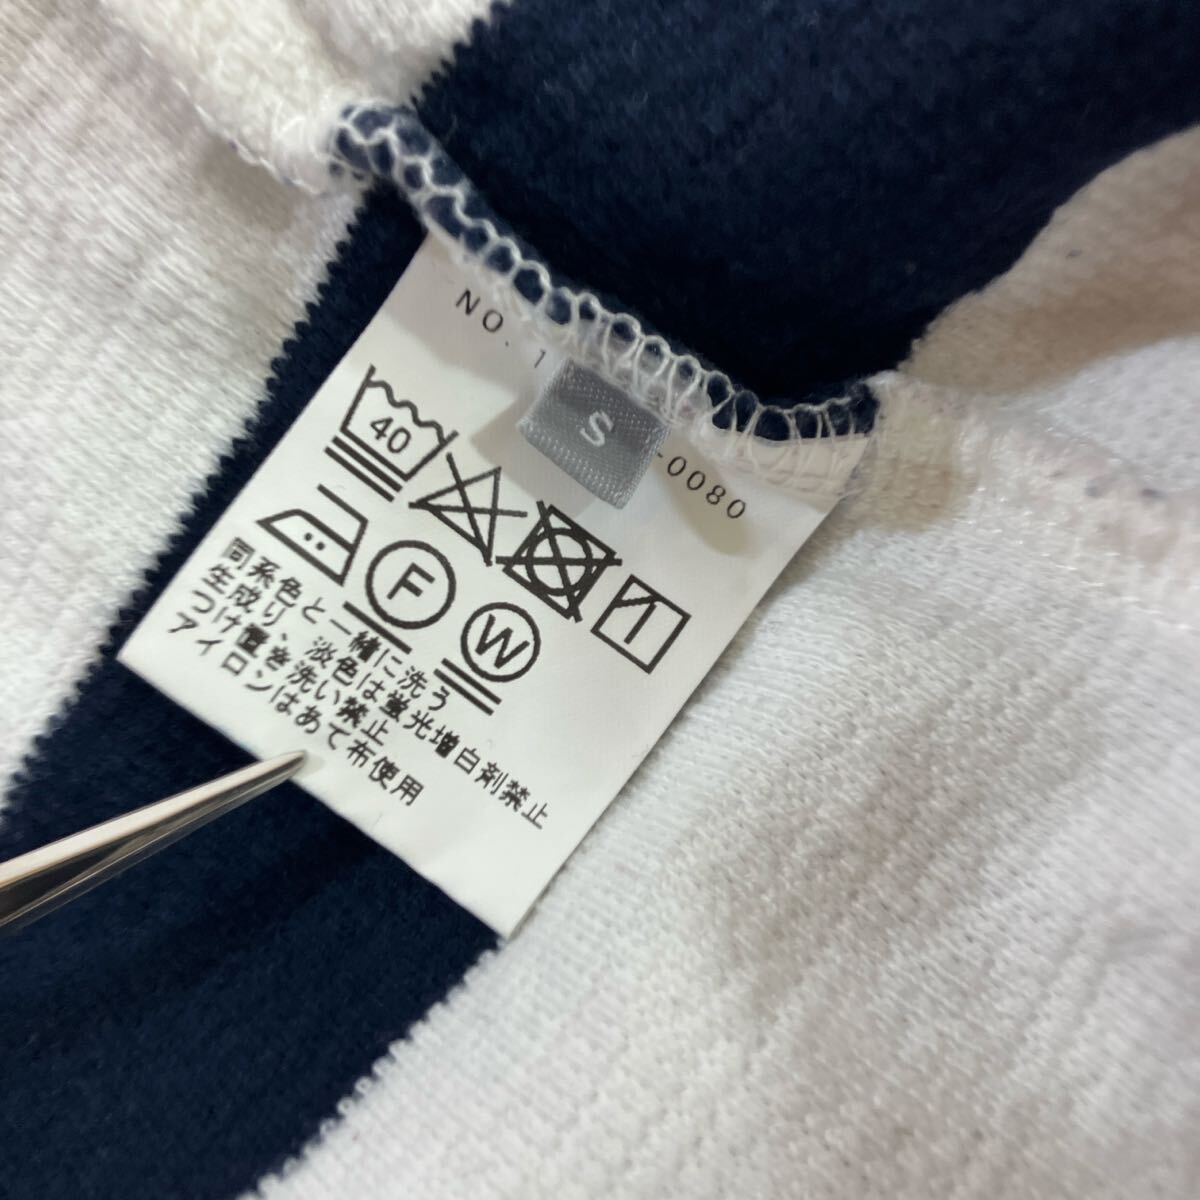 NO. 1
S
-0080
40
F
W
同系色と一緒に洗う
生成り、淡色は蛍光増白剤禁止
つけ置き洗い禁止
アイロンはあて布使用